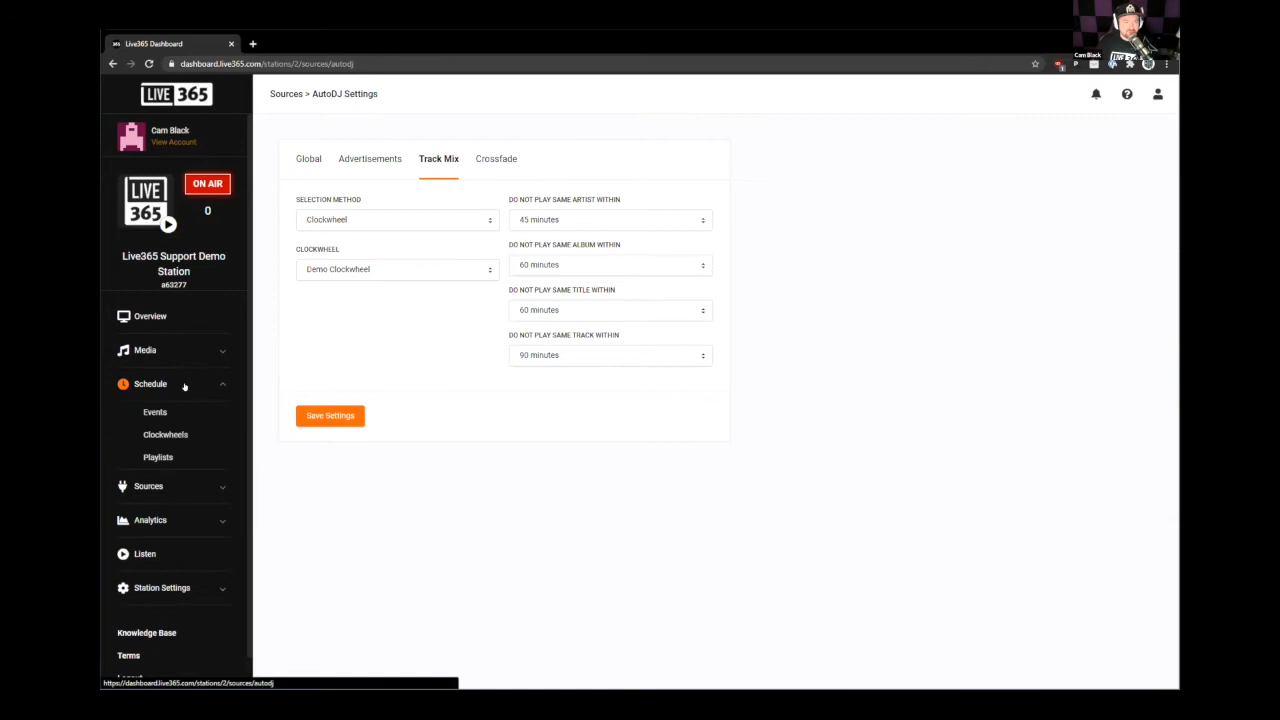 Live365 Dashboard
dashboard.live365.com/stations/2/sources/autodj
Cam Black
LIVE 365
Cam Black
View Account
LIVE
365
ON AIR
0
Live365 Support Demo
Station
a63277
Overview
Media
Schedule
Events
Clockwheels
Playlists
Sources
Analytics
Listen
Station Settings
Knowledge Base
Terms
Sources > AutoDJ Settings
Global
Advertisements
Track Mix
Crossfade
SELECTION METHOD
Clockwheel
CLOCKWHEEL
Demo Clockwheel
DO NOT PLAY SAME ARTIST WITHIN
45 minutes
DO NOT PLAY SAME ALBUM WITHIN
60 minutes
DO NOT PLAY SAME TITLE WITHIN
60 minutes
DO NOT PLAY SAME TRACK WITHIN
90 minutes
Save Settings
https://dashboard.live365.com/stations/2/sources/autodj